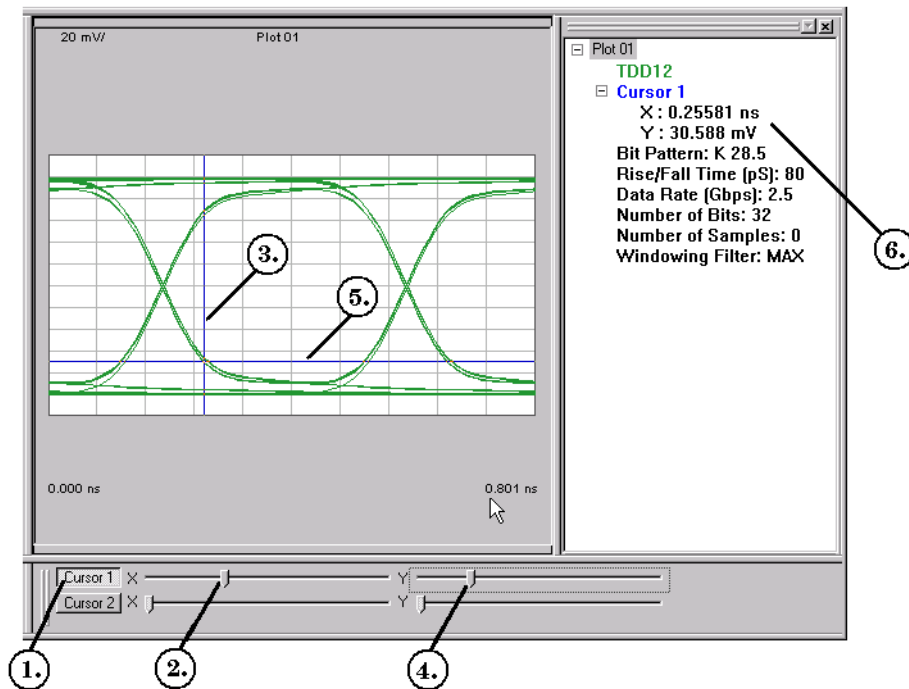 20 mV/ Plot 01
Plot 01
TDD12
Cursor 1
X : 0.25581 ns
Y : 30.588 mV
Bit Pattern: K 28.5
Rise/Fall Time (pS): 80
Data Rate (Gbps): 2.5
Number of Bits: 32
Number of Samples: 0
Windowing Filter: MAX
3.
5.
6.
0.000 ns 0.801 ns
Cursor 1 X Y
Cursor 2 X Y
1. 2. 4.